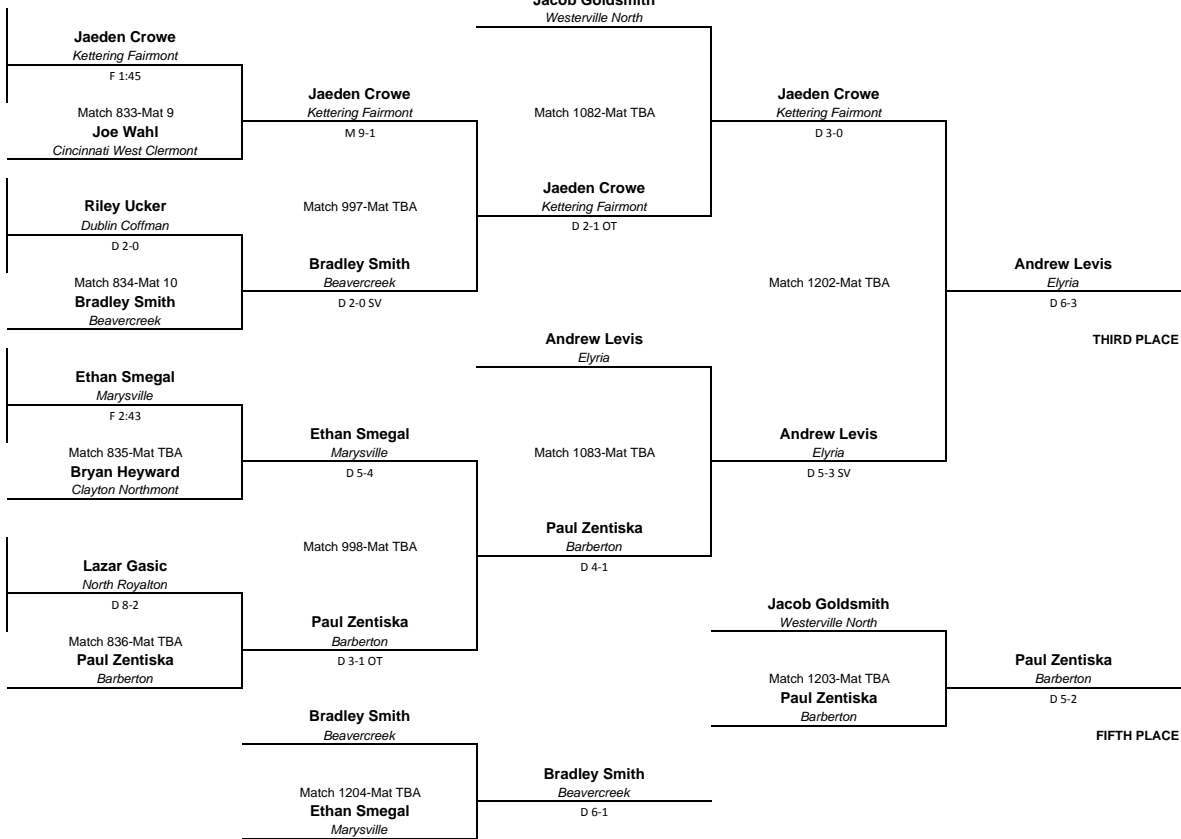 Jacob Goldsmith
Westerville North
Jaeden Crowe
Kettering Fairmont
F 1:45
Match 833-Mat 9
Joe Wahl
Cincinnati West Clermont
Jaeden Crowe
Kettering Fairmont
M 9-1
Match 1082-Mat TBA
Jaeden Crowe
Kettering Fairmont
D 3-0
Riley Ucker
Dublin Coffman
D 2-0
Match 834-Mat 10
Bradley Smith
Beavercreek
Match 997-Mat TBA
Jaeden Crowe
Kettering Fairmont
D 2-1 OT
Bradley Smith
Beavercreek
D 2-0 SV
Match 1202-Mat TBA
Andrew Levis
Elyria
D 6-3
THIRD PLACE
Andrew Levis
Elyria
Ethan Smegal
Marysville
F 2:43
Match 835-Mat TBA
Bryan Heyward
Clayton Northmont
Ethan Smegal
Marysville
D 5-4
Match 1083-Mat TBA
Andrew Levis
Elyria
D 5-3 SV
Match 998-Mat TBA
Paul Zentiska
Barberton
D 4-1
Lazar Gasic
North Royalton
D 8-2
Match 836-Mat TBA
Paul Zentiska
Barberton
Paul Zentiska
Barberton
D 3-1 OT
Jacob Goldsmith
Westerville North
Match 1203-Mat TBA
Paul Zentiska
Barberton
Paul Zentiska
Barberton
D 5-2
FIFTH PLACE
Bradley Smith
Beavercreek
Match 1204-Mat TBA
Ethan Smegal
Marysville
Bradley Smith
Beavercreek
D 6-1